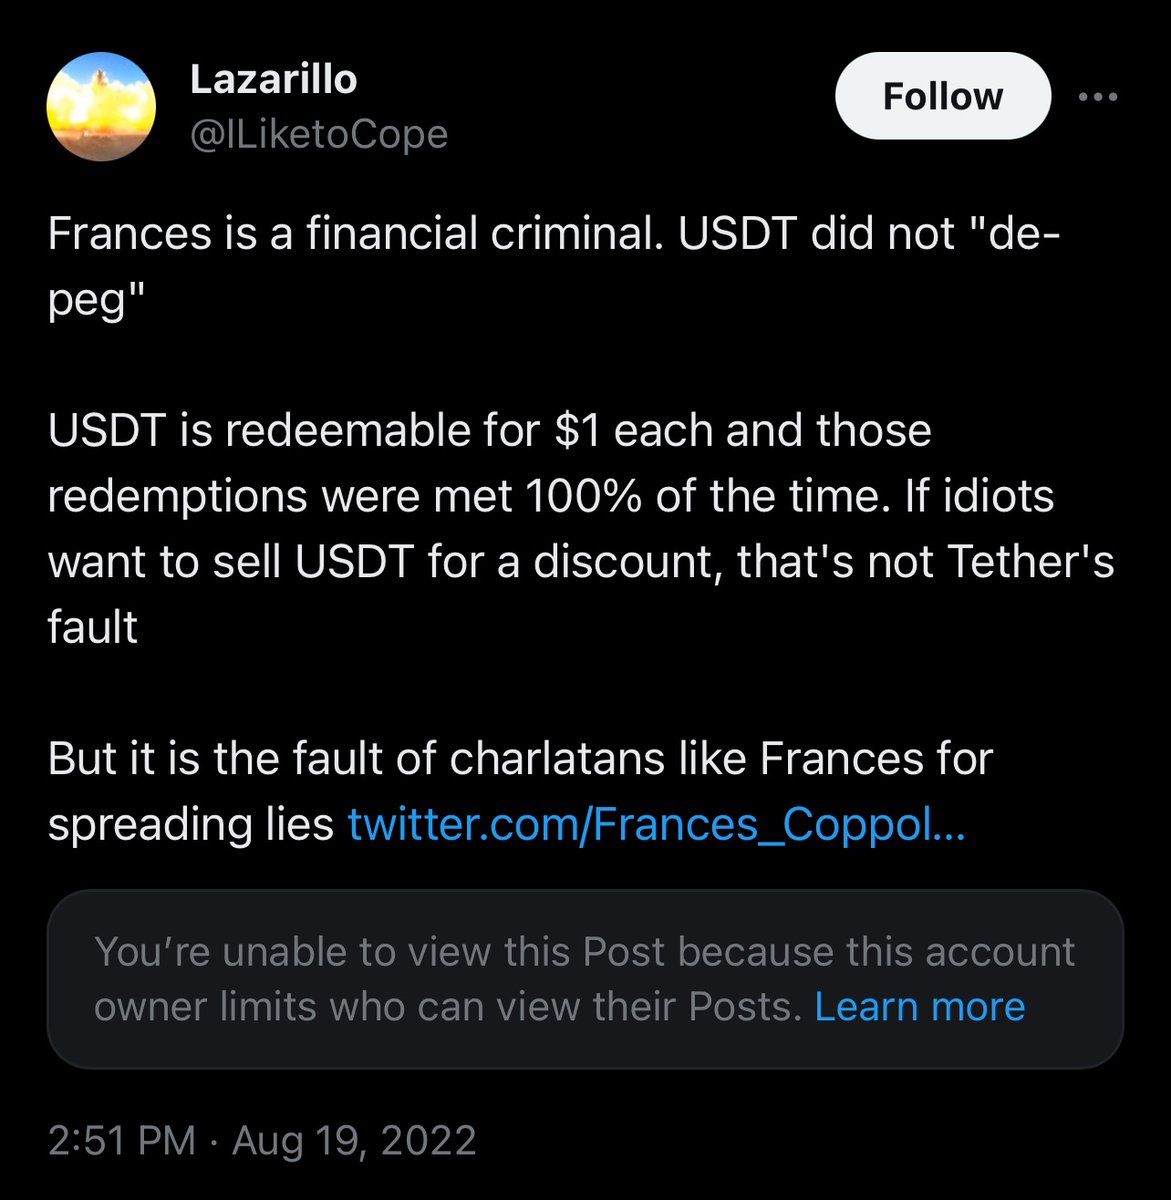 Lazarillo
@ILiketoCope
Follow
Frances is a financial criminal. USDT did not "de-
peg"
USDT is redeemable for $1 each and those
redemptions were met 100% of the time. If idiots
want to sell USDT for a discount, that's not Tether's
fault
But it is the fault of charlatans like Frances for
spreading lies twitter.com/Frances_Coppol...
You’re unable to view this Post because this account
owner limits who can view their Posts. Learn more
2:51 PM · Aug 19, 2022